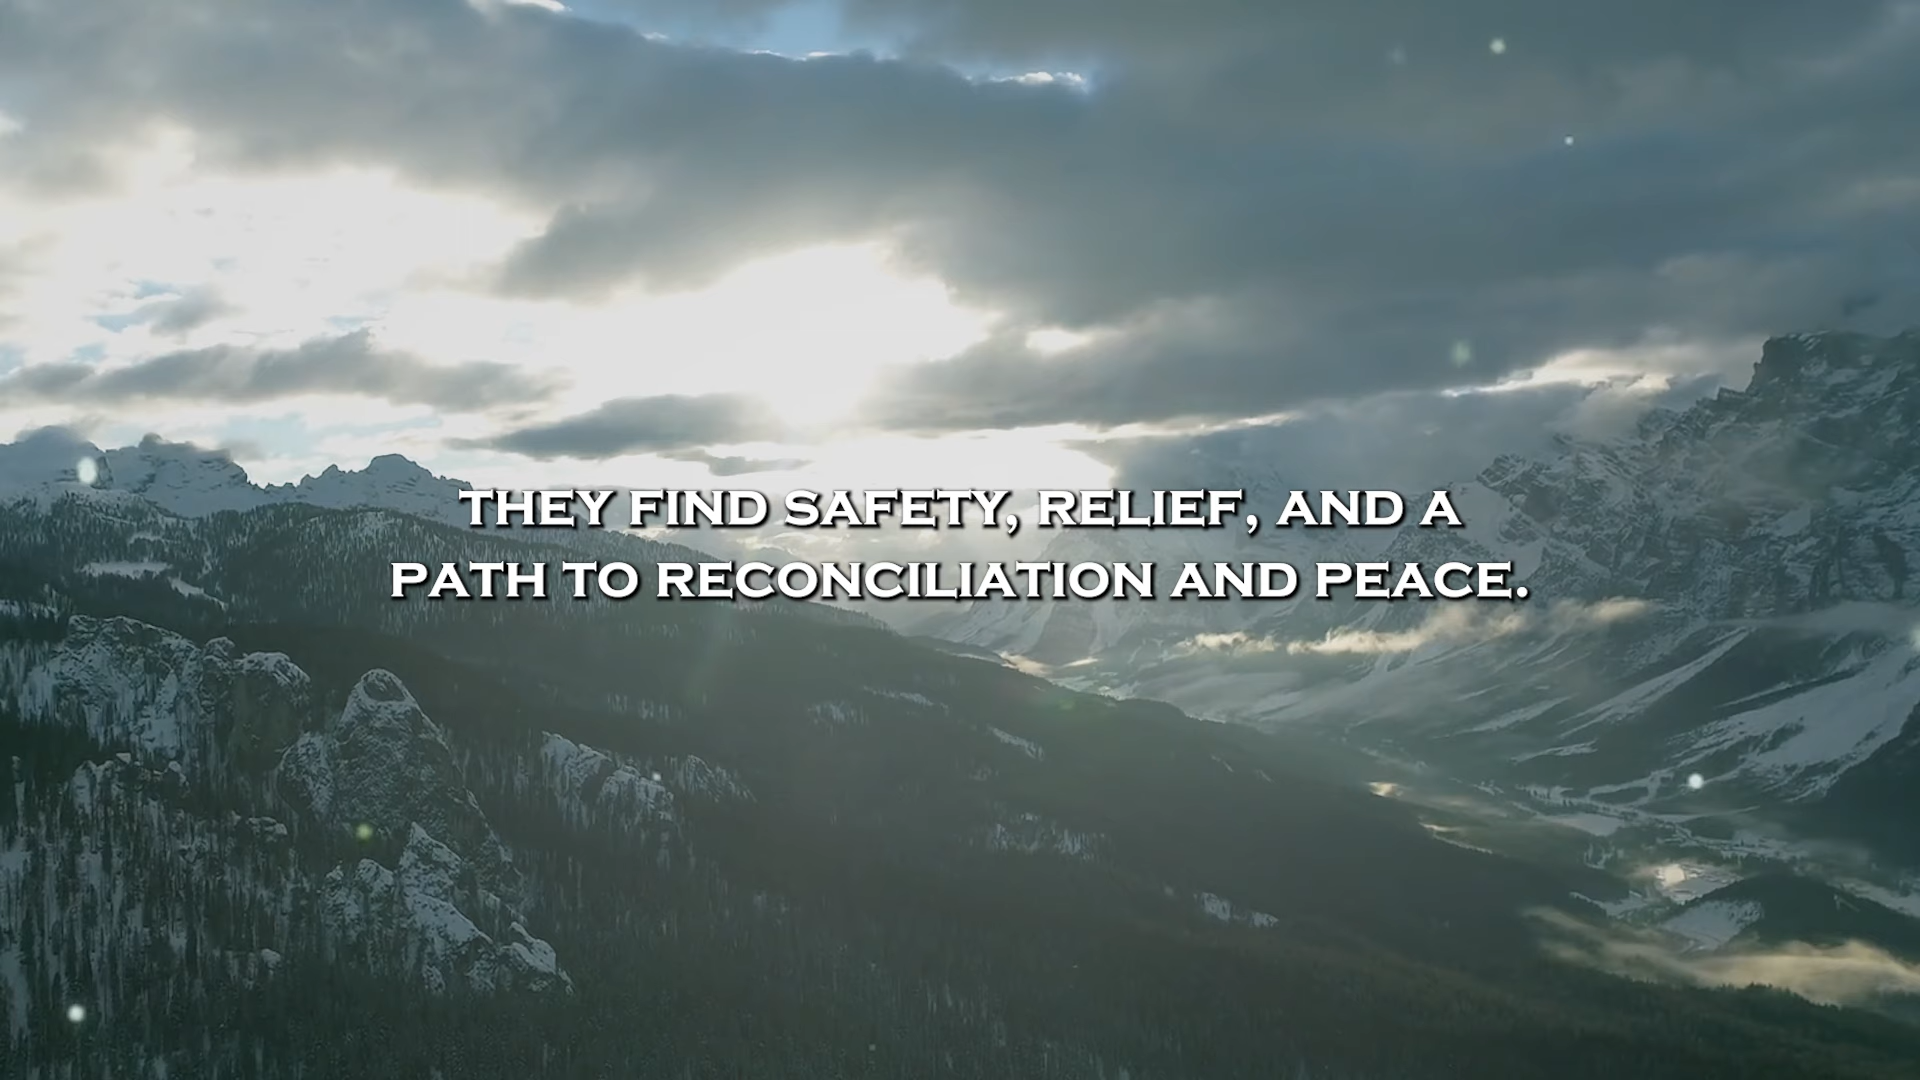 THEY FIND SAFETY, RELIEF, AND A
PATH TO RECONCILIATION AND PEACE.